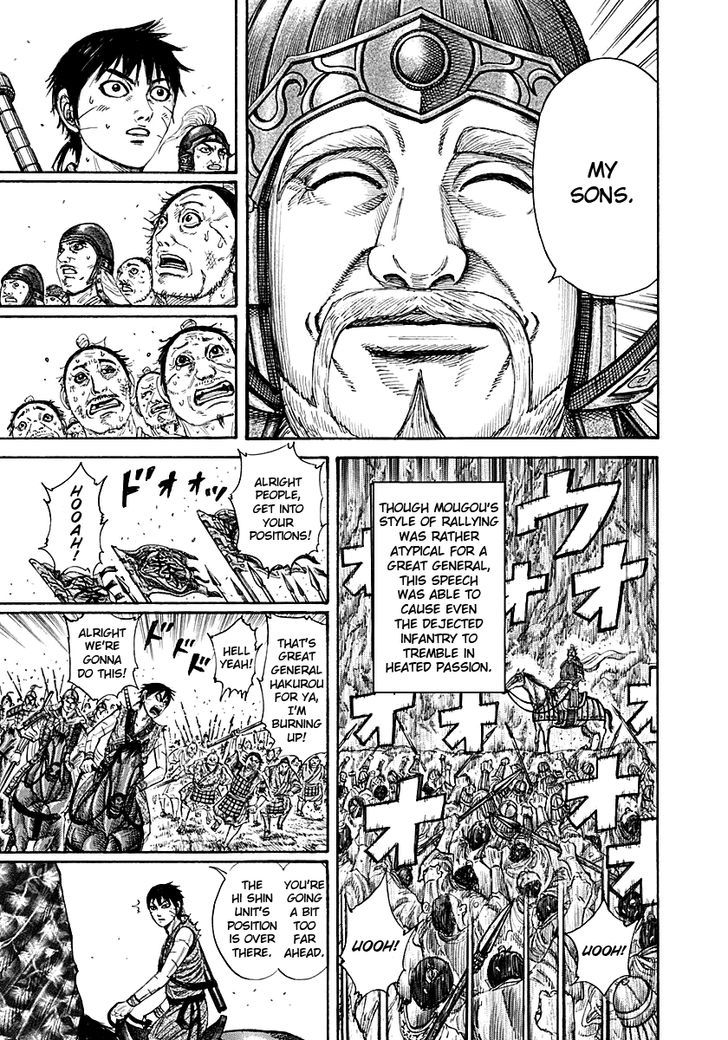 MY
SONS.
THOUGH MOUGOU'S
STYLE OF RALLYING
WAS RATHER
ATYPICAL FOR A
GREAT GENERAL,
THIS SPEECH
WAS ABLE TO
CAUSE EVEN
THE DEJECTED
INFANTRY TO
TREMBLE IN
HEATED PASSION.
ウオオ
オオオ
UOOH!
UOOH!
ALRIGHT
PEOPLE,
GET INTO
YOUR
POSITIONS!
ドォオッ
HOOAH!
THAT'S
GREAT
GENERAL
HAKUROU
FOR YA,
I'M
BURNING
UP!
HELL
YEAH!
ドドド
ALRIGHT
WE'RE
GONNA
DO THIS!
YOU'RE
GOING
A BIT
TOO
FAR
AHEAD.
THE
HI SHIN
UNIT'S
POSITION
IS OVER
THERE.